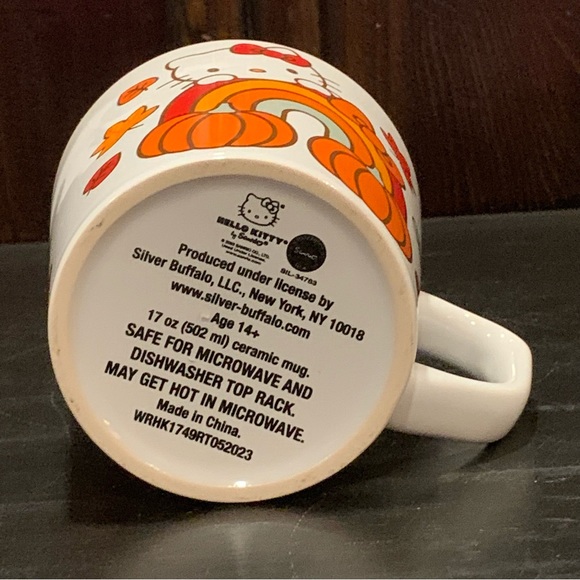 HELLO KITTY®
by Sanrio®
SIL-34763
Produced under license by
Silver Buffalo, LLC., New York, NY 10018
www.silver-buffalo.com
Age 14+
17 oz (502 ml) ceramic mug.
SAFE FOR MICROWAVE AND
DISHWASHER TOP RACK.
MAY GET HOT IN MICROWAVE.
Made in China.
WRHK1749RT052023